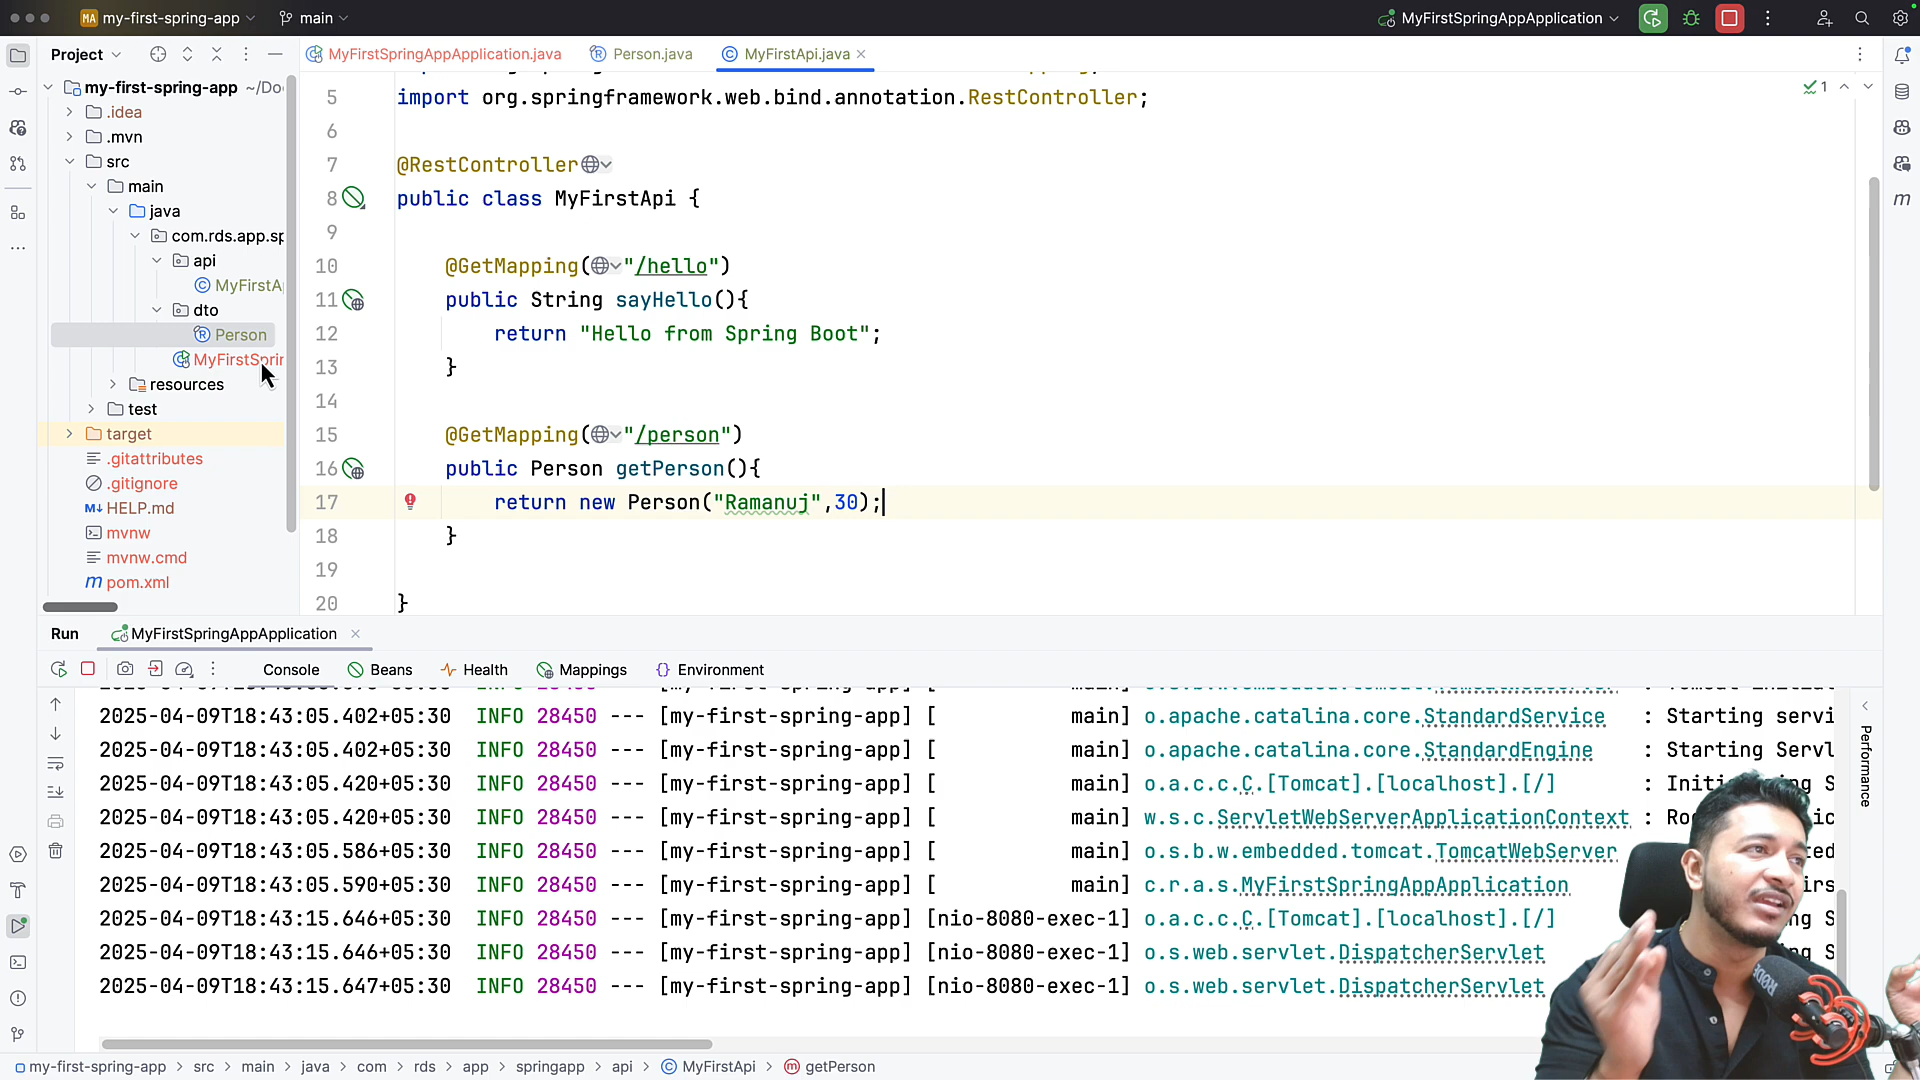 MA my-first-spring-app main MyFirstSpringAppApplication
Project
my-first-spring-app ~/Do
.idea
.mvn
src
main
java
com.rds.app.sp
api
MyFirstA
dto
Person
MyFirstSprin
resources
test
target
.gitattributes
.gitignore
HELP.md
mvnw
mvnw.cmd
pom.xml
MyFirstSpringAppApplication.java Person.java MyFirstApi.java
1
5 import org.springframework.web.bind.annotation.RestController;
6
7 @RestController
8 public class MyFirstApi {
9
10 @GetMapping("/hello")
11 public String sayHello(){
12 return "Hello from Spring Boot";
13 }
14
15 @GetMapping("/person")
16 public Person getPerson(){
17 return new Person("Ramanuj",30);
18 }
19
20 }
Run MyFirstSpringAppApplication
Console Beans Health Mappings Environment
2025-04-09T18:43:05.402+05:30 INFO 28450 --- [my-first-spring-app] [ main] o.apache.catalina.core.StandardService : Starting servi
2025-04-09T18:43:05.402+05:30 INFO 28450 --- [my-first-spring-app] [ main] o.apache.catalina.core.StandardEngine : Starting Servl
2025-04-09T18:43:05.420+05:30 INFO 28450 --- [my-first-spring-app] [ main] o.a.c.c.C.[Tomcat].[localhost].[/] : Initi ng S
2025-04-09T18:43:05.420+05:30 INFO 28450 --- [my-first-spring-app] [ main] w.s.c.ServletWebServerApplicationContext : Ro ic
2025-04-09T18:43:05.586+05:30 INFO 28450 --- [my-first-spring-app] [ main] o.s.b.w.embedded.tomcat.TomcatWebServer ted
2025-04-09T18:43:05.590+05:30 INFO 28450 --- [my-first-spring-app] [ main] c.r.a.s.MyFirstSpringAppApplication irs
2025-04-09T18:43:15.646+05:30 INFO 28450 --- [my-first-spring-app] [nio-8080-exec-1] o.a.c.c.C.[Tomcat].[localhost].[/] ng S
2025-04-09T18:43:15.646+05:30 INFO 28450 --- [my-first-spring-app] [nio-8080-exec-1] o.s.web.servlet.DispatcherServlet ng S
2025-04-09T18:43:15.647+05:30 INFO 28450 --- [my-first-spring-app] [nio-8080-exec-1] o.s.web.servlet.DispatcherServlet
Performance
RØDE
my-first-spring-app > src > main > java > com > rds > app > springapp > api > MyFirstApi > getPerson